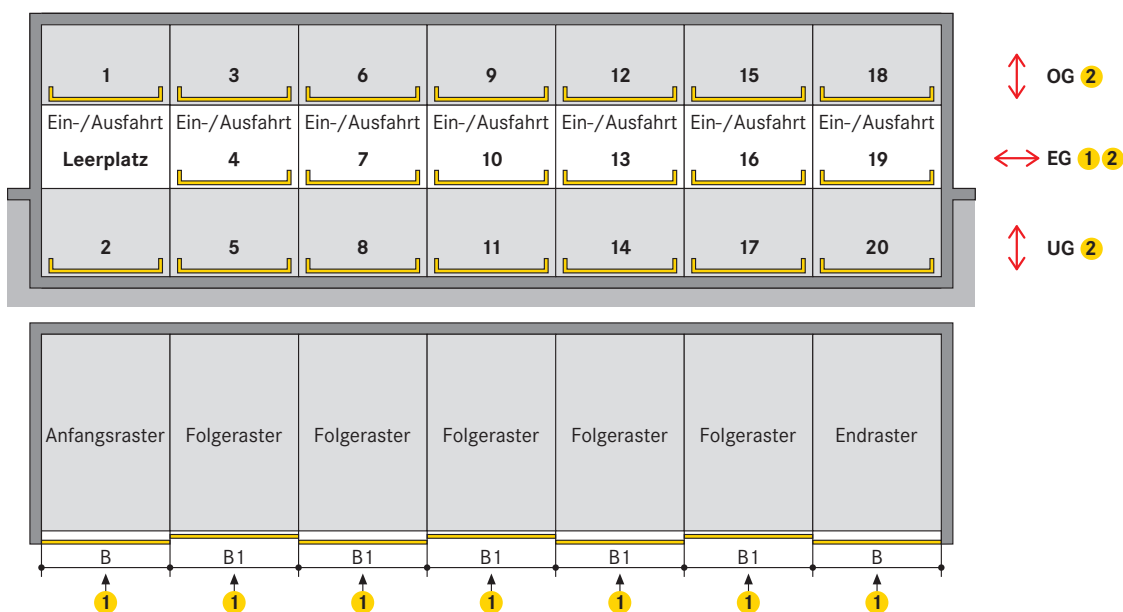 1 3 6 9 12 15 18 OG 2
Ein-/Ausfahrt Ein-/Ausfahrt Ein-/Ausfahrt Ein-/Ausfahrt Ein-/Ausfahrt Ein-/Ausfahrt Ein-/Ausfahrt
Leerplatz 4 7 10 13 16 19 EG 1 2
2 5 8 11 14 17 20 UG 2
Anfangsraster Folgeraster Folgeraster Folgeraster Folgeraster Folgeraster Endraster
B B1 B1 B1 B1 B1 B
1 1 1 1 1 1 1